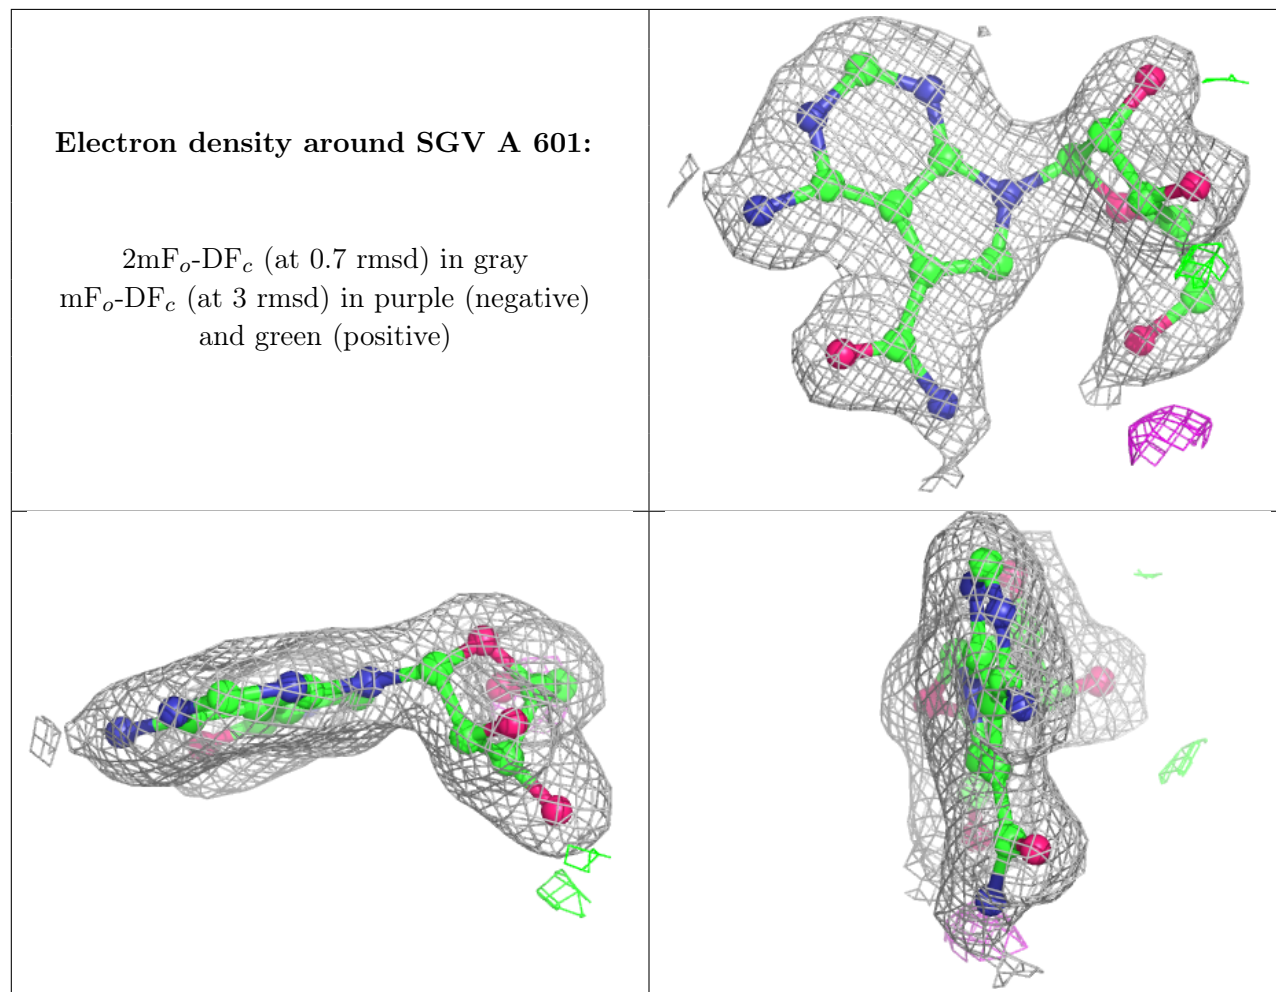 Electron density around SGV A 601:
2mFo-DFc (at 0.7 rmsd) in gray
mFo-DFc (at 3 rmsd) in purple (negative)
and green (positive)